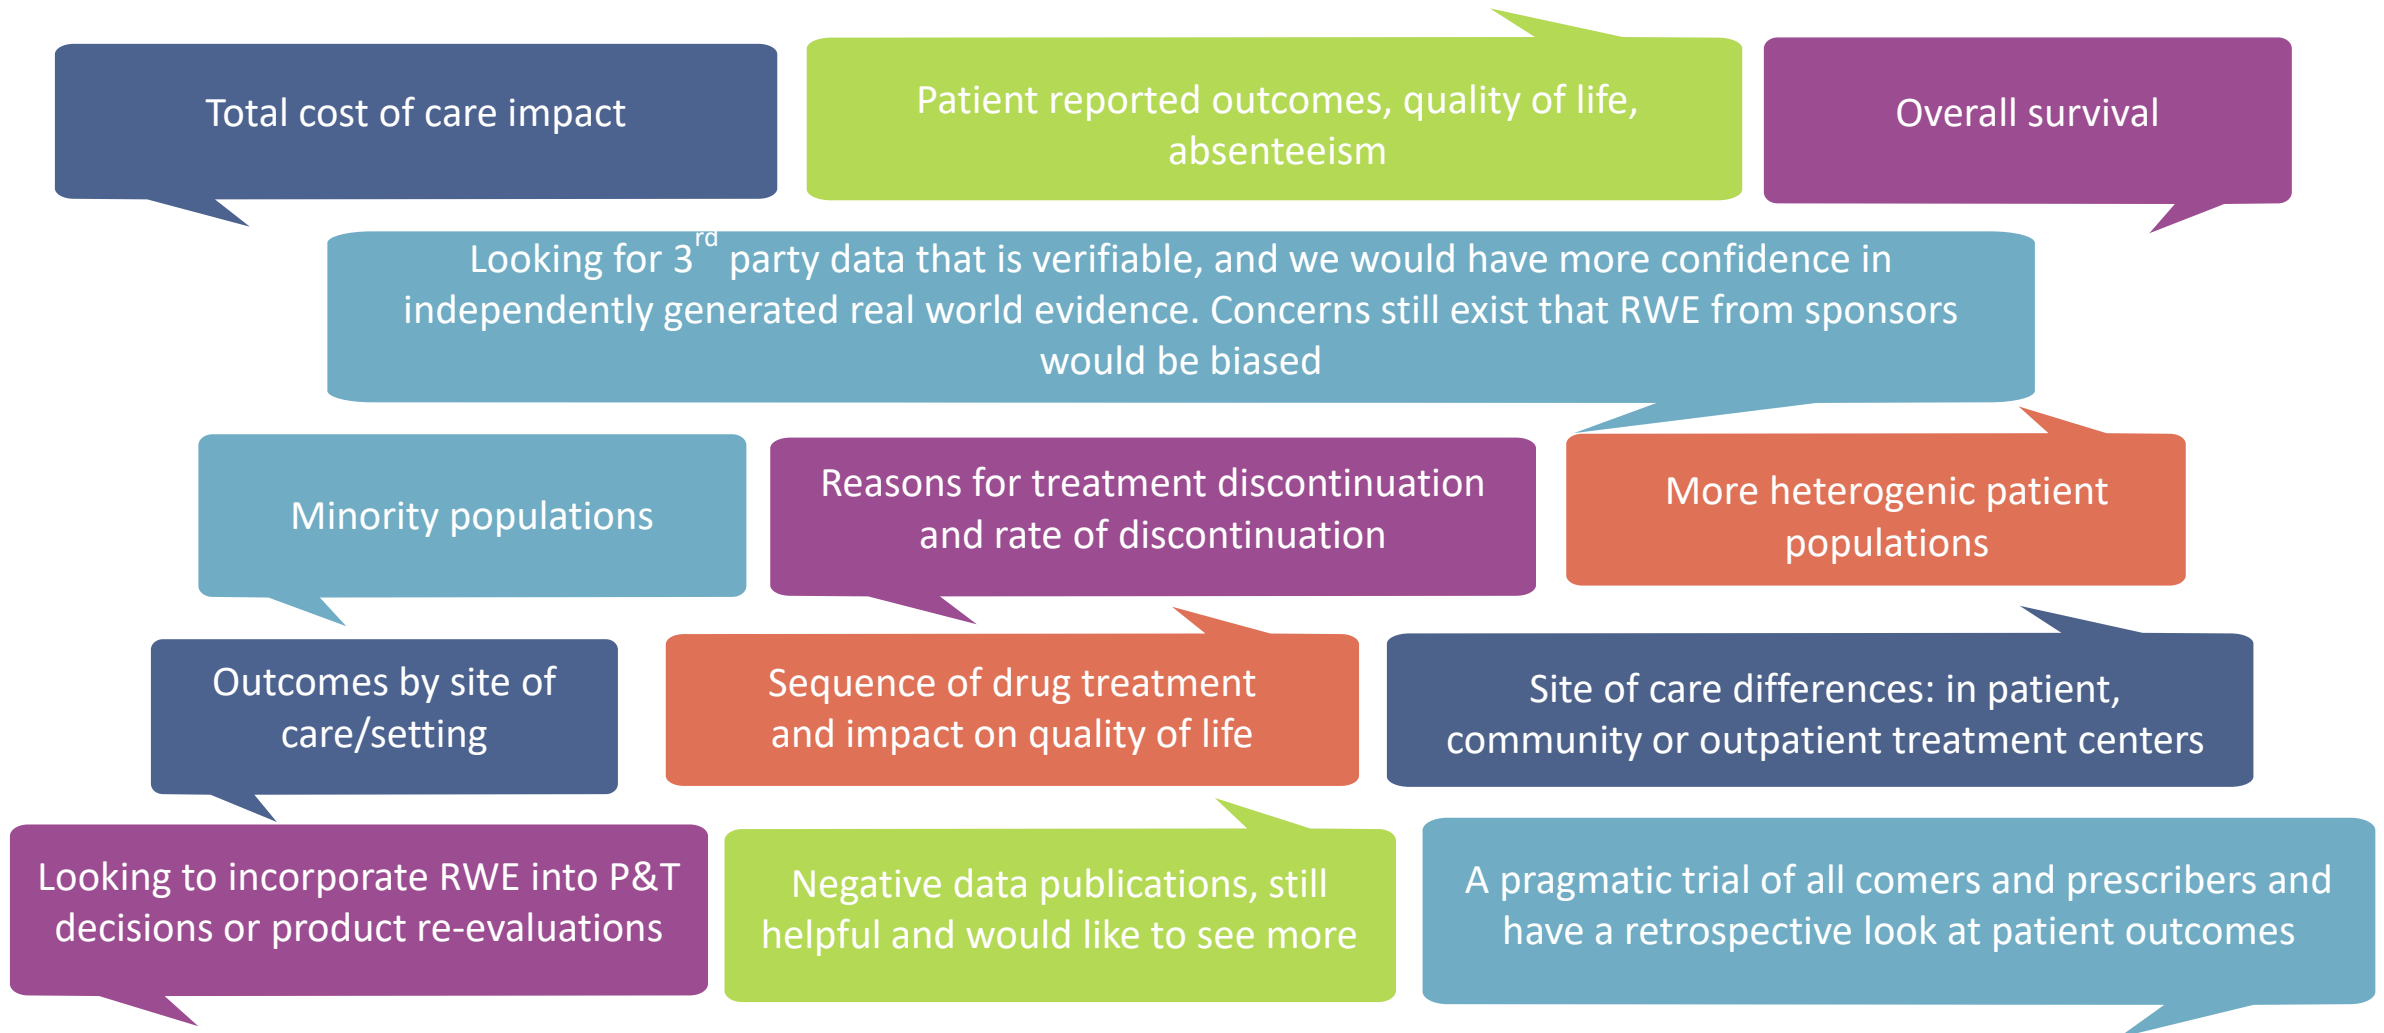 Total cost of care impact
Patient reported outcomes, quality of life,
absenteeism
Overall survival
Looking for 3rd party data that is verifiable, and we would have more confidence in
independently generated real world evidence. Concerns still exist that RWE from sponsors
would be biased
Minority populations
Reasons for treatment discontinuation
and rate of discontinuation
More heterogenic patient
populations
Outcomes by site of
care/setting
Sequence of drug treatment
and impact on quality of life
Site of care differences: in patient,
community or outpatient treatment centers
Looking to incorporate RWE into P&T
decisions or product re-evaluations
Negative data publications, still
helpful and would like to see more
A pragmatic trial of all comers and prescribers and
have a retrospective look at patient outcomes